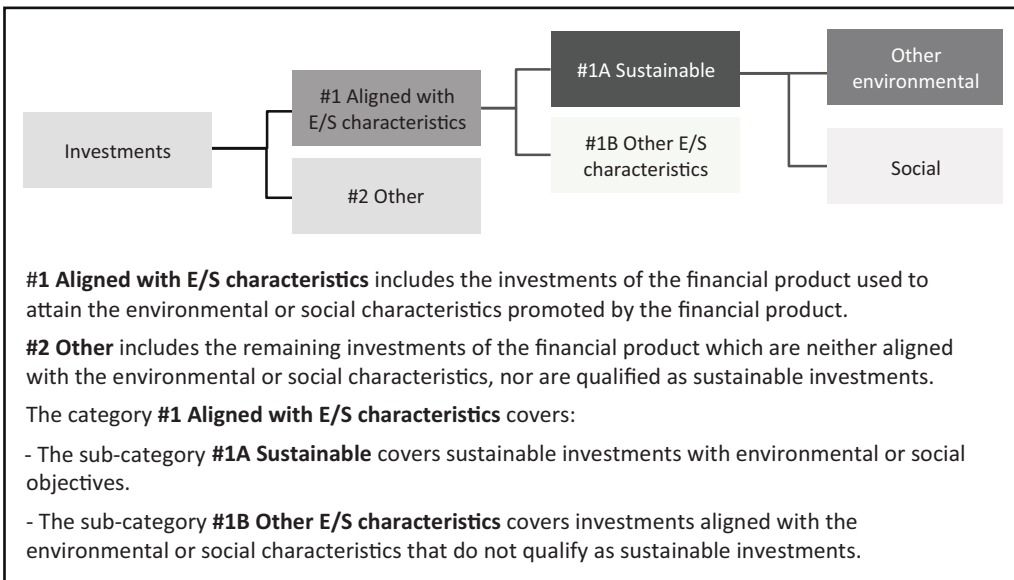 Investments
#1 Aligned with
E/S characteristics
#2 Other
#1A Sustainable
#1B Other E/S
characteristics
Other
environmental
Social
#1 Aligned with E/S characteristics includes the investments of the financial product used to
attain the environmental or social characteristics promoted by the financial product.
#2 Other includes the remaining investments of the financial product which are neither aligned
with the environmental or social characteristics, nor are qualified as sustainable investments.
The category #1 Aligned with E/S characteristics covers:
- The sub-category #1A Sustainable covers sustainable investments with environmental or social
objectives.
- The sub-category #1B Other E/S characteristics covers investments aligned with the
environmental or social characteristics that do not qualify as sustainable investments.